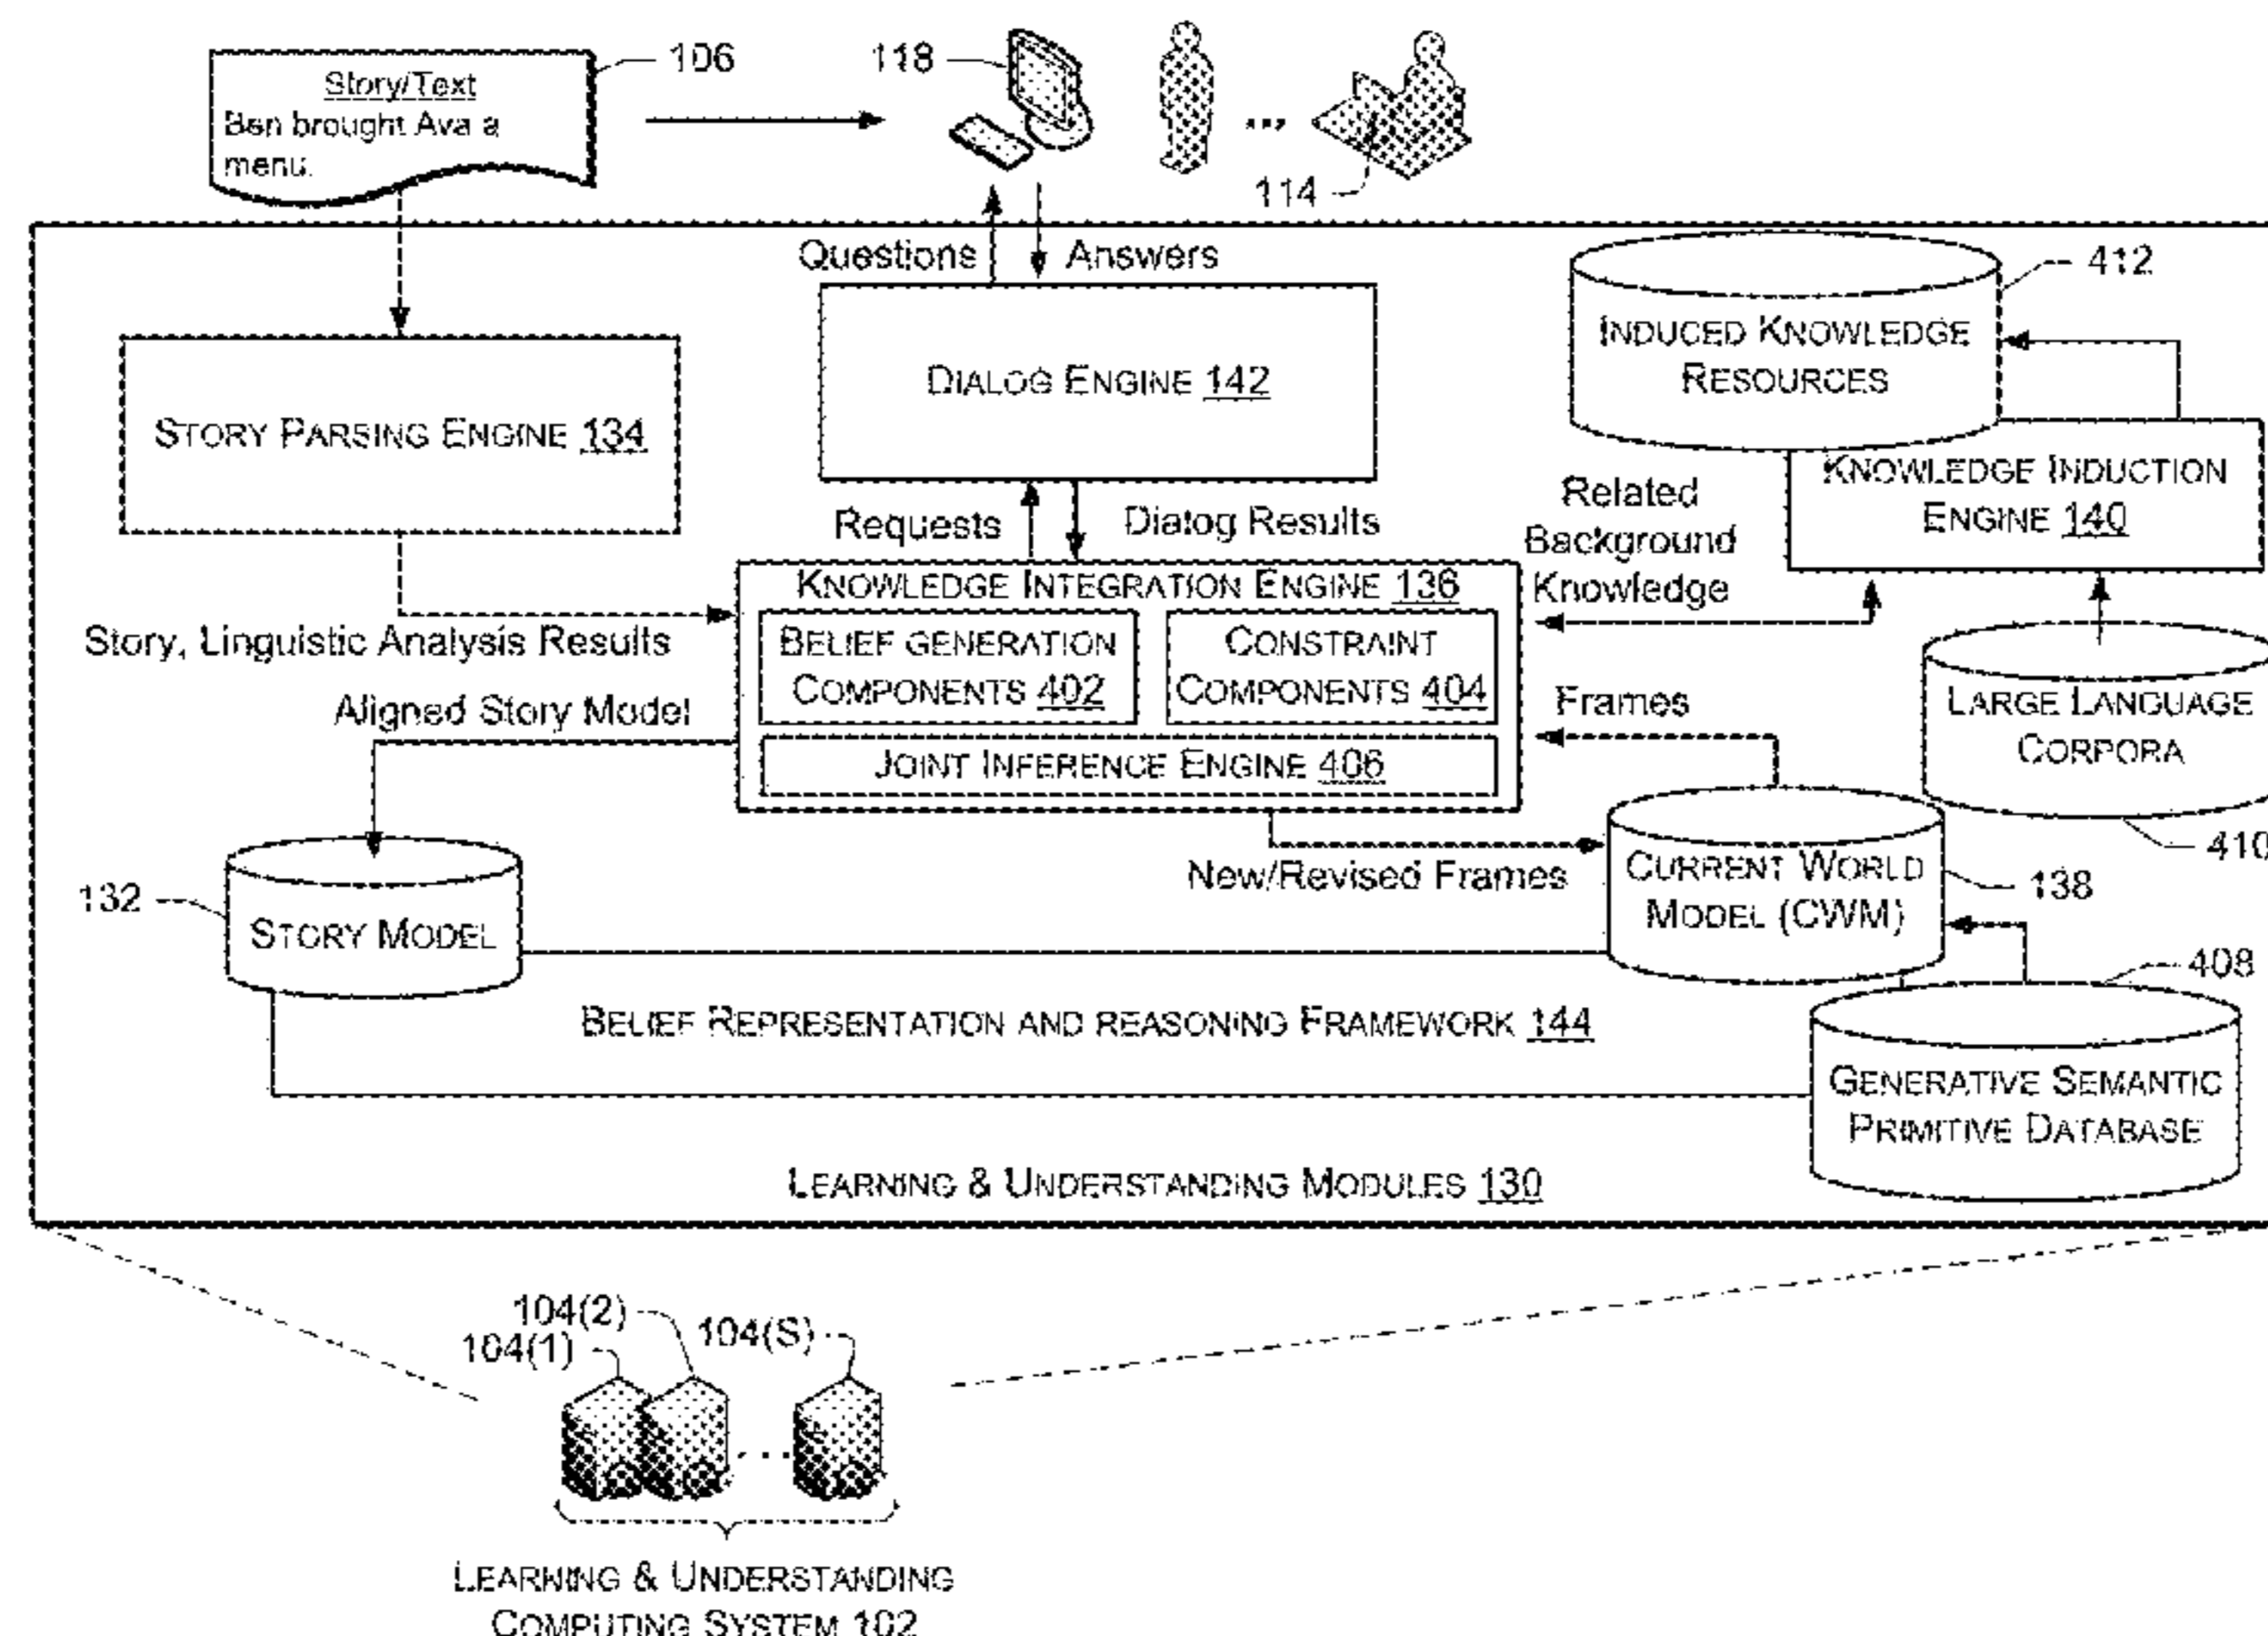 Story/Text
Ben brought Ava a
menu.
106
118
114
Questions
Answers
412
INDUCED KNOWLEDGE
RESOURCES
DIALOG ENGINE 142
STORY PARSING ENGINE 134
KNOWLEDGE INDUCTION
ENGINE 140
Related
Background
Knowledge
Requests
Dialog Results
KNOWLEDGE INTEGRATION ENGINE 136
BELIEF GENERATION
COMPONENTS 402
CONSTRAINT
COMPONENTS 404
JOINT INFERENCE ENGINE 406
Story, Linguistic Analysis Results
Aligned Story Model
Frames
LARGE LANGUAGE
CORPORA
410
New/Revised Frames
CURRENT WORLD
MODEL (CWM)
138
132
STORY MODEL
408
BELIEF REPRESENTATION AND REASONING FRAMEWORK 144
GENERATIVE SEMANTIC
PRIMITIVE DATABASE
LEARNING & UNDERSTANDING MODULES 130
104(2)
104(1)
104(S)
LEARNING & UNDERSTANDING
COMPUTING SYSTEM 102